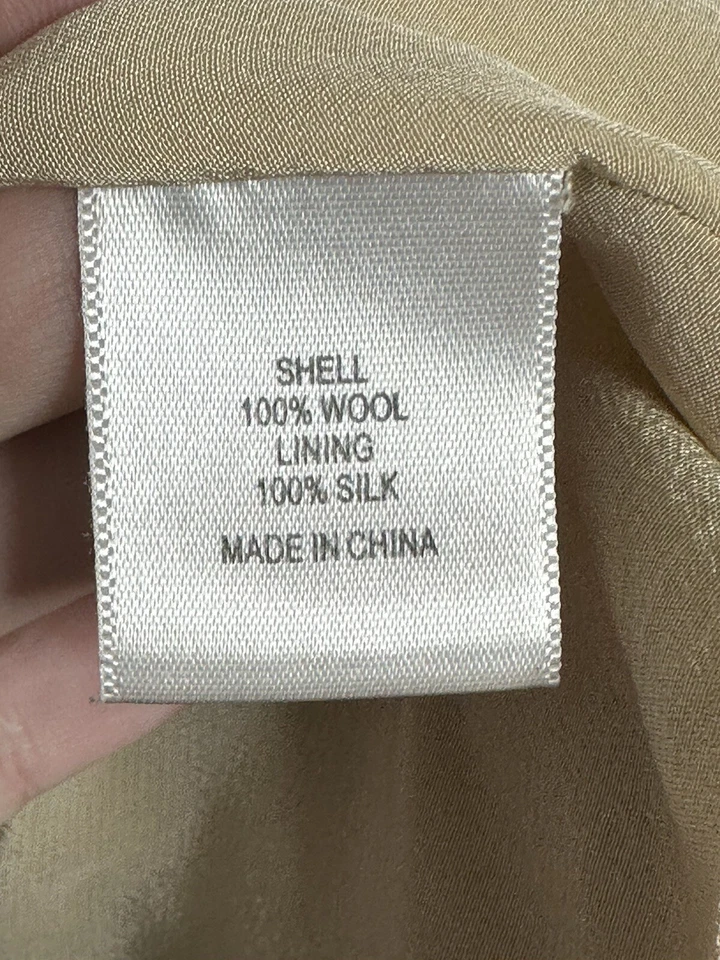 SHELL
100% WOOL
LINING
100% SILK
MADE IN CHINA